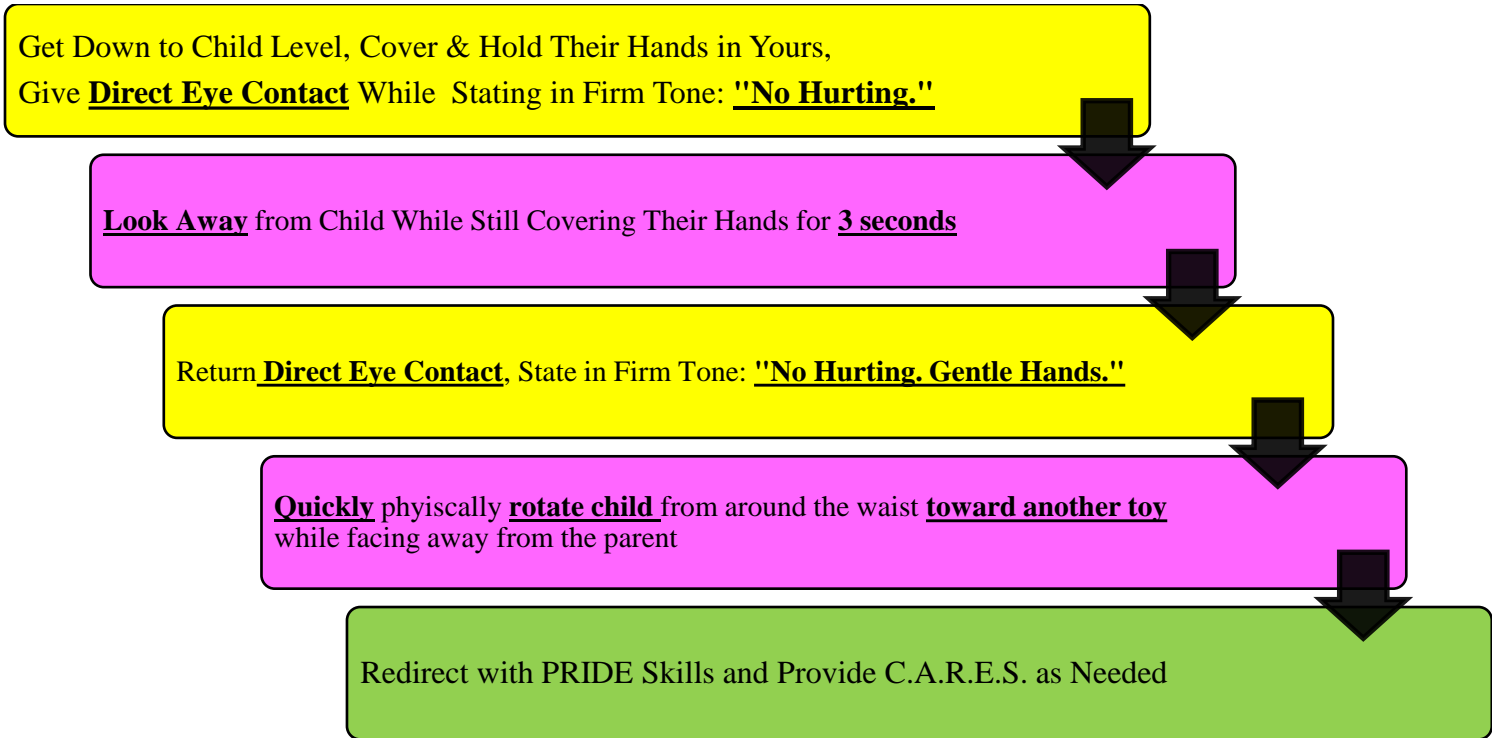 Get Down to Child Level, Cover & Hold Their Hands in Yours,
Give Direct Eye Contact While Stating in Firm Tone: "No Hurting."
Look Away from Child While Still Covering Their Hands for 3 seconds
Return Direct Eye Contact, State in Firm Tone: "No Hurting. Gentle Hands."
Quickly phyiscally rotate child from around the waist toward another toy
while facing away from the parent
Redirect with PRIDE Skills and Provide C.A.R.E.S. as Needed